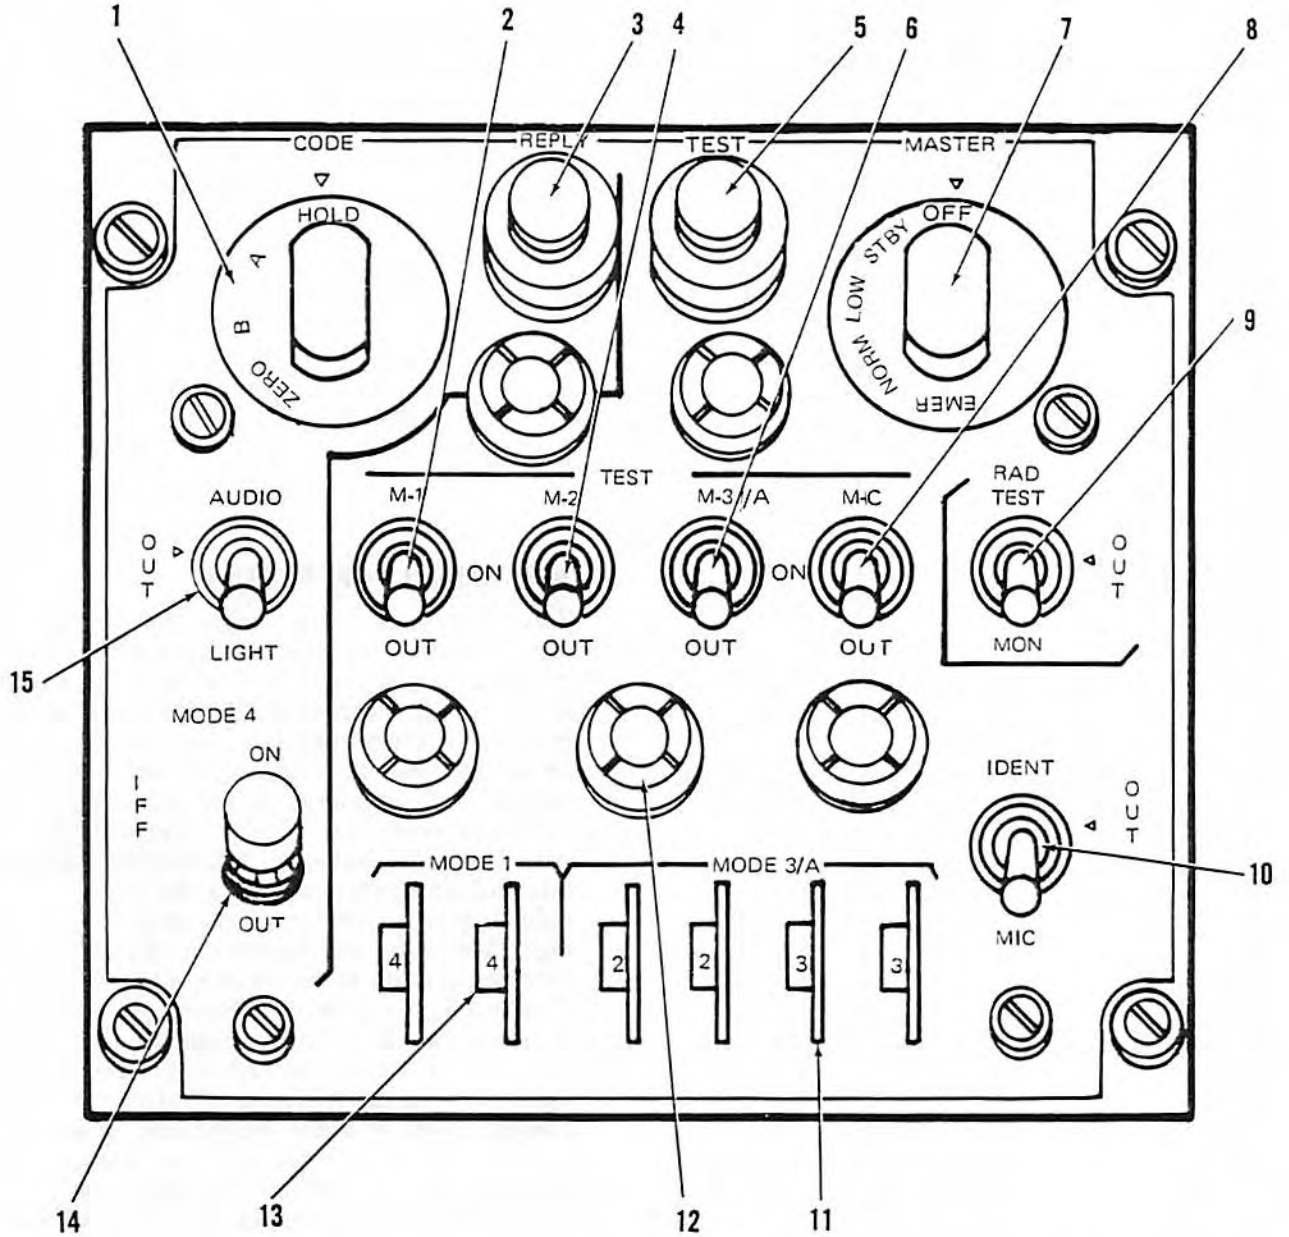 1 2 3 4 5 6 7 8
CODE REPLY TEST MASTER
HOLD A B ZERO
OFF STBY LOW NORM EMER
9
TEST
RAD
TEST
AUDIO M-1 M-2 M-3/A M-C
OUT ON ON OUT
LIGHT OUT OUT OUT OUT MON
15
MODE 4
ON IDENT OUT
IFF
MODE 1 MODE 3/A
10
OUT MIC
4 4 2 2 3 3
14 13 12 11